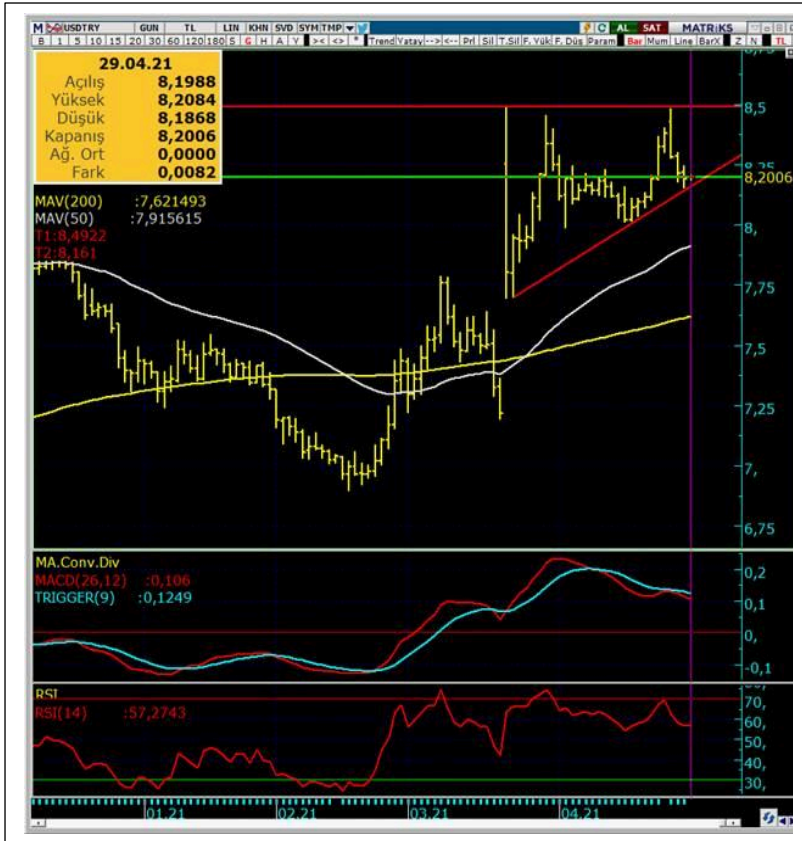 M USDTRY GUN TL LIN KHN SVD SYM TMP C AL SAT MATRİKS
B 1 5 10 15 20 30 60 120 180 S G H A Y >< <> * Trend Yatay --> <-- Prl Sil T.Sil F. Yük F. Düş Param Bar Mum Line BarX Z N TL
29.04.21
Açılış 8,1988
Yüksek 8,2084
Düşük 8,1868
Kapanış 8,2006
Ağ. Ort 0,0000
Fark 0,0082
MAV(200) :7,621493
MAV(50) :7,915615
T1:8,4922
T2:8,161
8,5
8,25
8,2006
8,
7,75
7,5
7,25
7,
6,75
MA.Conv.Div
MACD(26,12) :0,106
TRIGGER(9) :0,1249
0,2
0,1
0,
-0,1
RSI
RSI(14) :57,2743
70,
60,
50,
40,
30,
01.21 02.21 03.21 04.21